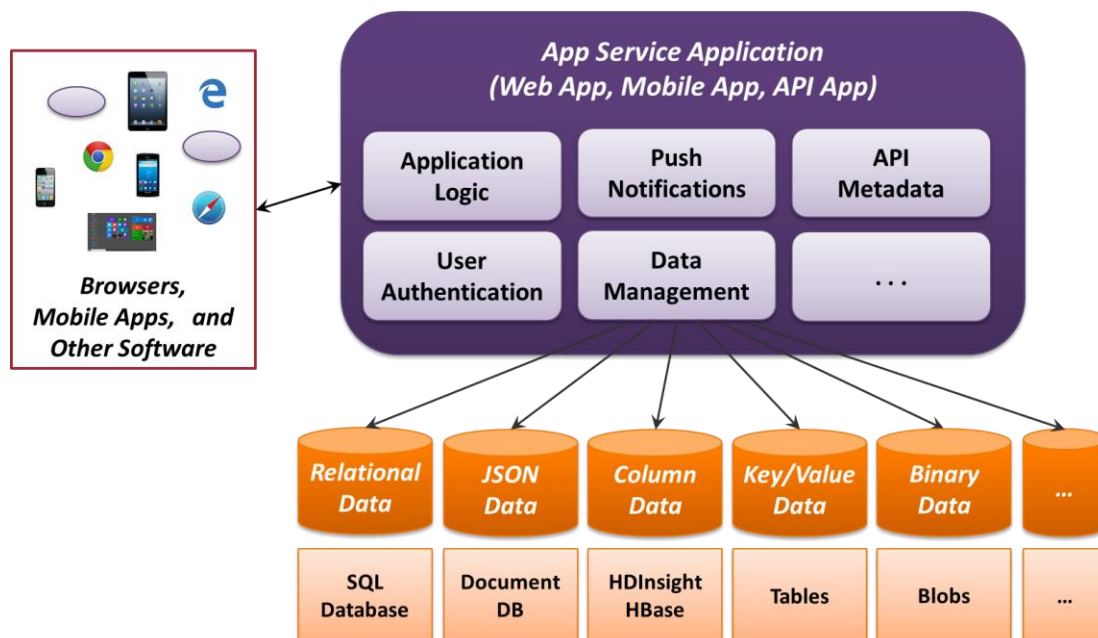 App Service Application
(Web App, Mobile App, API App)
Application
Logic
Push
Notifications
API
Metadata
User
Authentication
Data
Management
...
Browsers,
Mobile Apps, and
Other Software
Relational
Data
JSON
Data
Column
Data
Key/Value
Data
Binary
Data
...
SQL
Database
Document
DB
HDInsight
HBase
Tables
Blobs
...